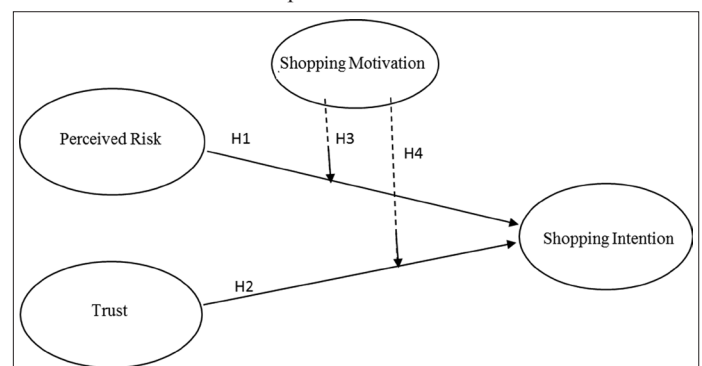 Shopping Motivation
Perceived Risk
H1
H3
H4
Shopping Intention
H2
Trust